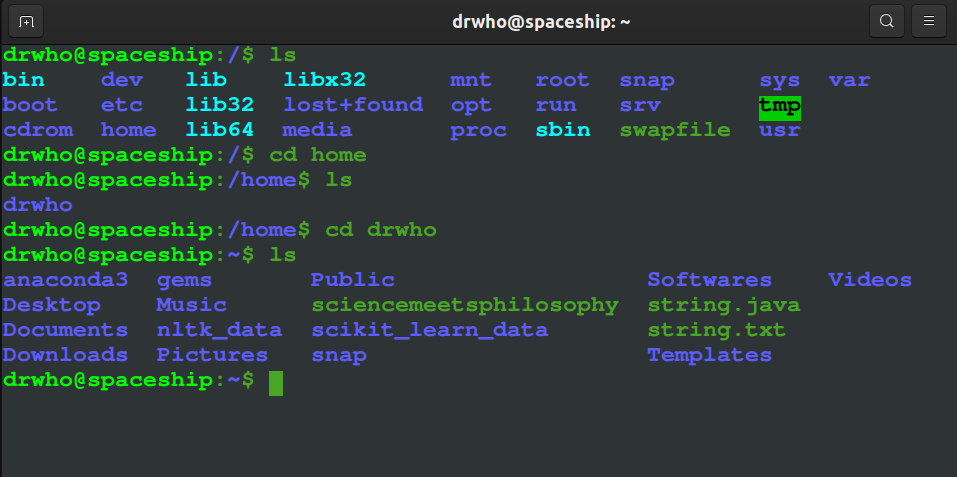 drwho@spaceship: ~
drwho@spaceship:/$ ls
bin dev lib libx32 mnt root snap sys var
boot etc lib32 lost+found opt run srv tmp
cdrom home lib64 media proc sbin swapfile usr
drwho@spaceship:/$ cd home
drwho@spaceship:/home$ ls
drwho
drwho@spaceship:/home$ cd drwho
drwho@spaceship:~$ ls
anaconda3 gems Public Softwares Videos
Desktop Music sciencemeetsphilosophy string.java
Documents nltk_data scikit_learn_data string.txt
Downloads Pictures snap Templates
drwho@spaceship:~$